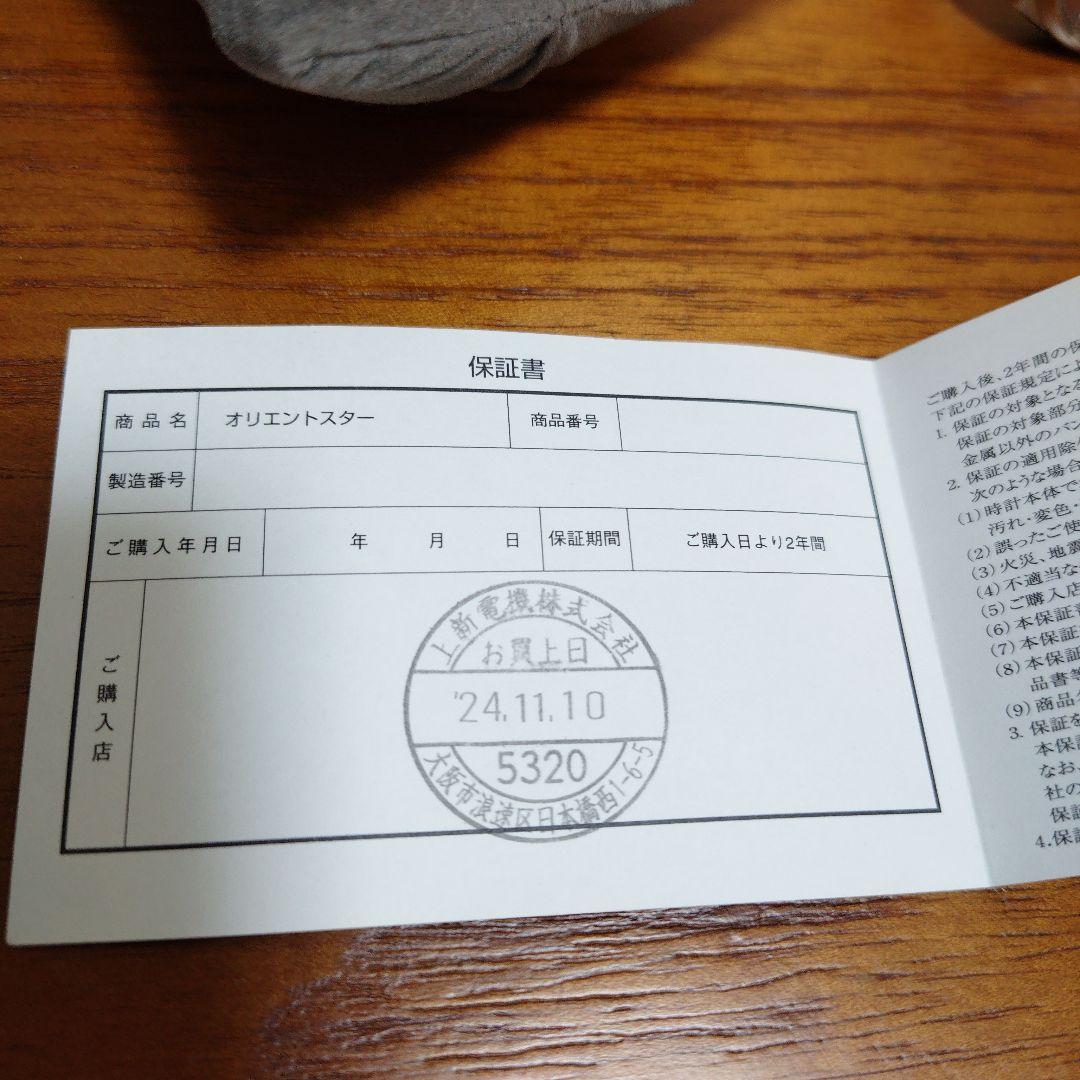 保証書
商品名 オリエントスター 商品番号
製造番号
ご購入年月日 年 月 日 保証期間 ご購入日より2年間
ご購入店
上新電機株式会社
お買上日
'24.11.10
5320
大阪市浪速区日本橋西1-6-5
ご購入後、2年間の保
下記の保証規定によ
1. 保証の対象となる
保証の対象部分
金属以外のバン
2. 保証の適用除
次のような場合
(1) 時計本体で
汚れ・変色・
(2) 誤ったご使
(3) 火災、地震
(4) 不適当な
(5) ご購入店
(6) 本保証
(7) 本保証
(8) 本保証
品書等
(9) 商品
3. 保証を
本保
なお、
社の
保証
4. 保証